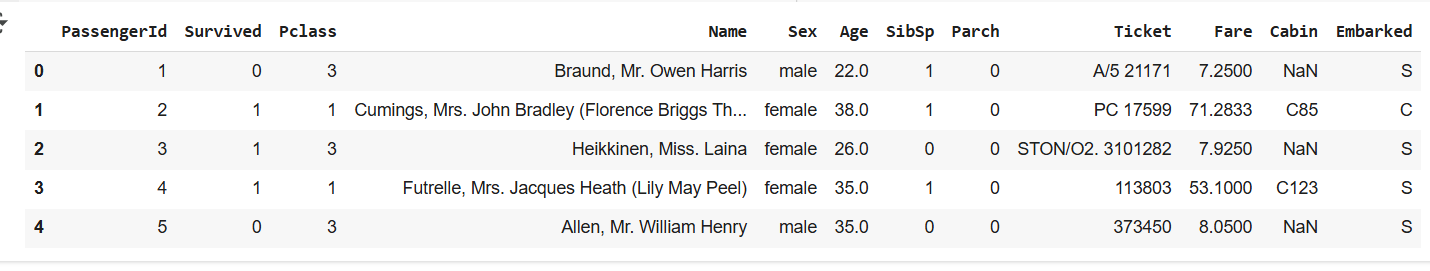 PassengerId Survived Pclass Name Sex Age SibSp Parch Ticket Fare Cabin Embarked
0 1 0 3 Braund, Mr. Owen Harris male 22.0 1 0 A/5 21171 7.2500 NaN S
1 2 1 1 Cumings, Mrs. John Bradley (Florence Briggs Th... female 38.0 1 0 PC 17599 71.2833 C85 C
2 3 1 3 Heikkinen, Miss. Laina female 26.0 0 0 STON/O2. 3101282 7.9250 NaN S
3 4 1 1 Futrelle, Mrs. Jacques Heath (Lily May Peel) female 35.0 1 0 113803 53.1000 C123 S
4 5 0 3 Allen, Mr. William Henry male 35.0 0 0 373450 8.0500 NaN S